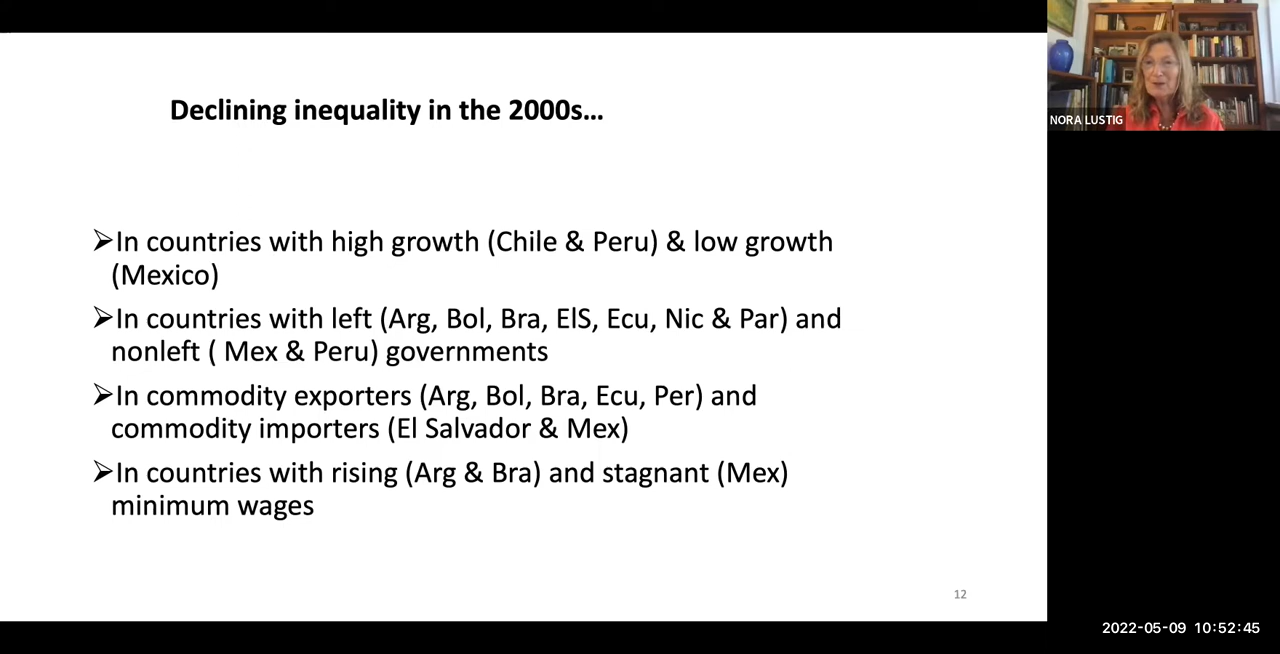 Declining inequality in the 2000s...
NORA LUSTIG
➢In countries with high growth (Chile & Peru) & low growth
(Mexico)
➢In countries with left (Arg, Bol, Bra, ElS, Ecu, Nic & Par) and
nonleft ( Mex & Peru) governments
➢In commodity exporters (Arg, Bol, Bra, Ecu, Per) and
commodity importers (El Salvador & Mex)
➢In countries with rising (Arg & Bra) and stagnant (Mex)
minimum wages
12
2022-05-09 10:52:45